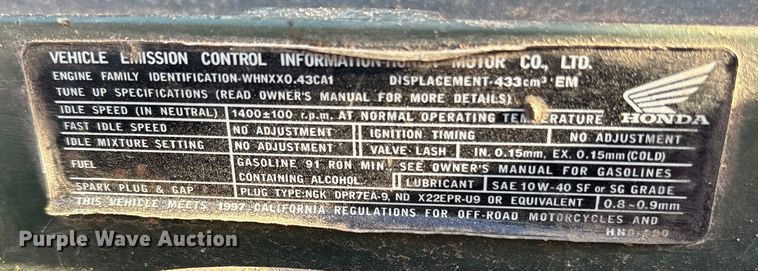 VEHICLE EMISSION CONTROL INFORMATION-HONDA MOTOR CO., LTD.
ENGINE FAMILY IDENTIFICATION-WHNXX0.43CA1 DISPLACEMENT-433cm³ EM
TUNE UP SPECIFICATIONS (READ OWNER'S MANUAL FOR MORE DETAILS)
IDLE SPEED (IN NEUTRAL) 1400±100 r.p.m. AT NORMAL OPERATING TEMPERATURE
HONDA
FAST IDLE SPEED NO ADJUSTMENT IGNITION TIMING NO ADJUSTMENT
IDLE MIXTURE SETTING NO ADJUSTMENT VALVE LASH IN. 0.15mm, EX. 0.15mm (COLD)
FUEL GASOLINE 91 RON MIN. SEE OWNER'S MANUAL FOR GASOLINES
CONTAINING ALCOHOL. LUBRICANT SAE 10W-40 SF or SG GRADE
SPARK PLUG & GAP PLUG TYPE:NGK DPR7EA-9, ND X22EPR-U9 OR EQUIVALENT 0.8~0.9mm
THIS VEHICLE MEETS 1997 CALIFORNIA REGULATIONS FOR OFF-ROAD MOTORCYCLES AND
Purple Wave Auction